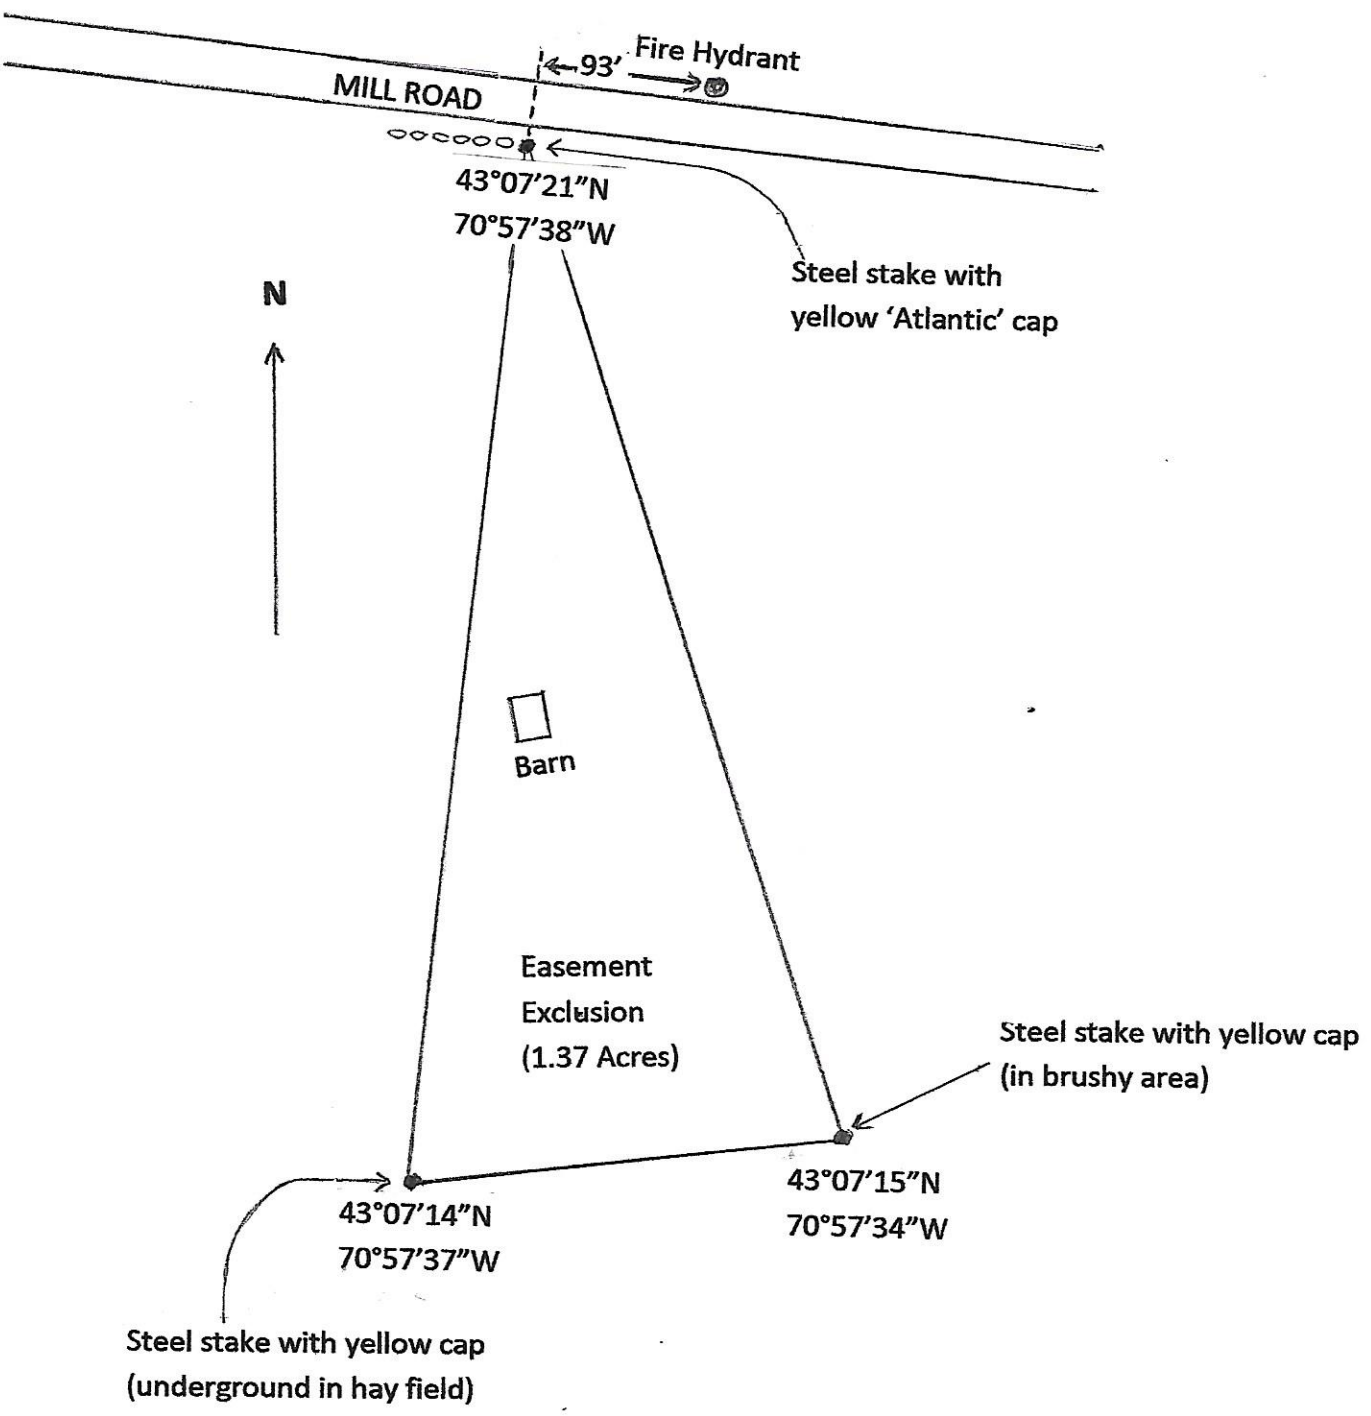 Fire Hydrant
93'
MILL ROAD
43°07'21"N
70°57'38"W
Steel stake with
yellow ‘Atlantic’ cap
N
Barn
Easement
Exclusion
(1.37 Acres)
Steel stake with yellow cap
(in brushy area)
43°07'15"N
70°57'34"W
43°07'14"N
70°57'37"W
Steel stake with yellow cap
(underground in hay field)